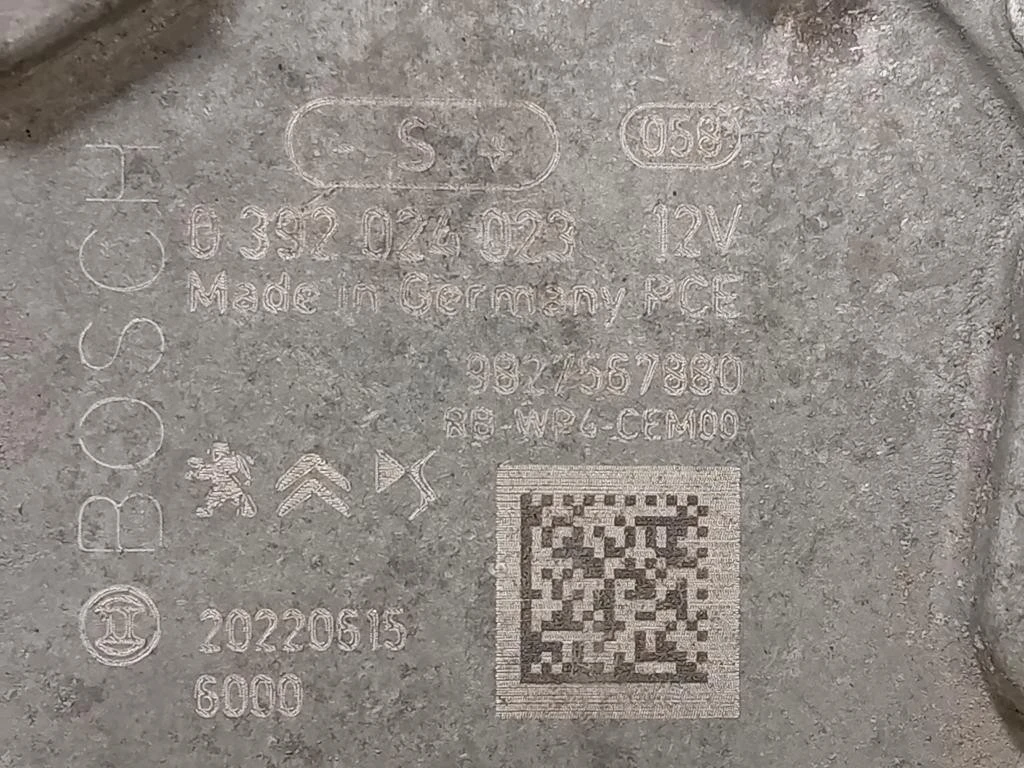 - S +
058
0 392 024 023 12V
Made in Germany PCE
9827567880
RB-WP4-CEM00
BOSCH
20220615
6000